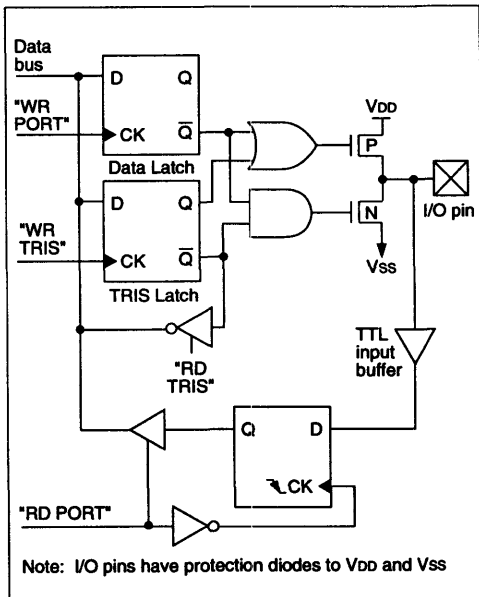 Data
bus
D Q
"WR
PORT"
CK
Q
Data Latch
VDD
P
D Q
I/O pin
N
"WR
TRIS"
CK
Q
VSS
TRIS Latch
TTL
input
buffer
"RD
TRIS"
Q D
CK
"RD PORT"
Note: I/O pins have protection diodes to VDD and VSS